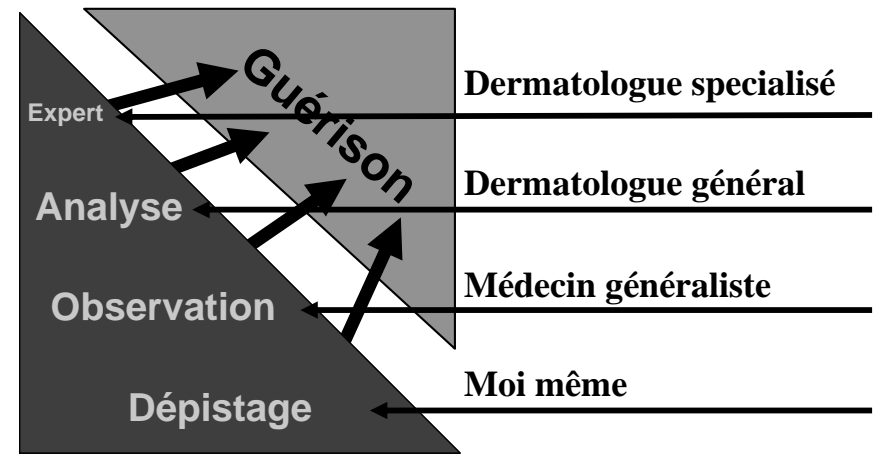 Guérison
Dermatologue specialisé
Expert
Dermatologue général
Analyse
Médecin généraliste
Observation
Moi même
Dépistage